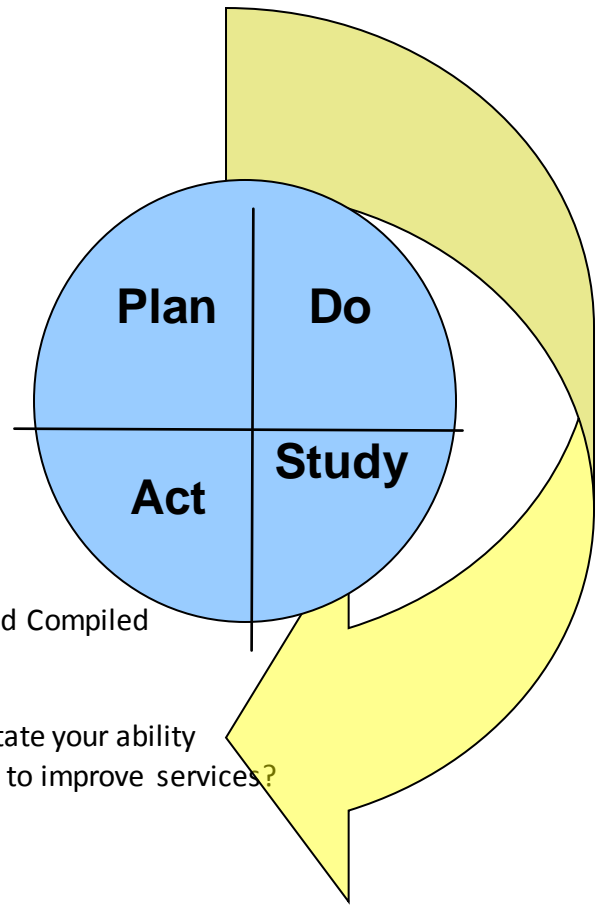 Plan Do
Act Study
d Compiled
tate your ability
to improve services?